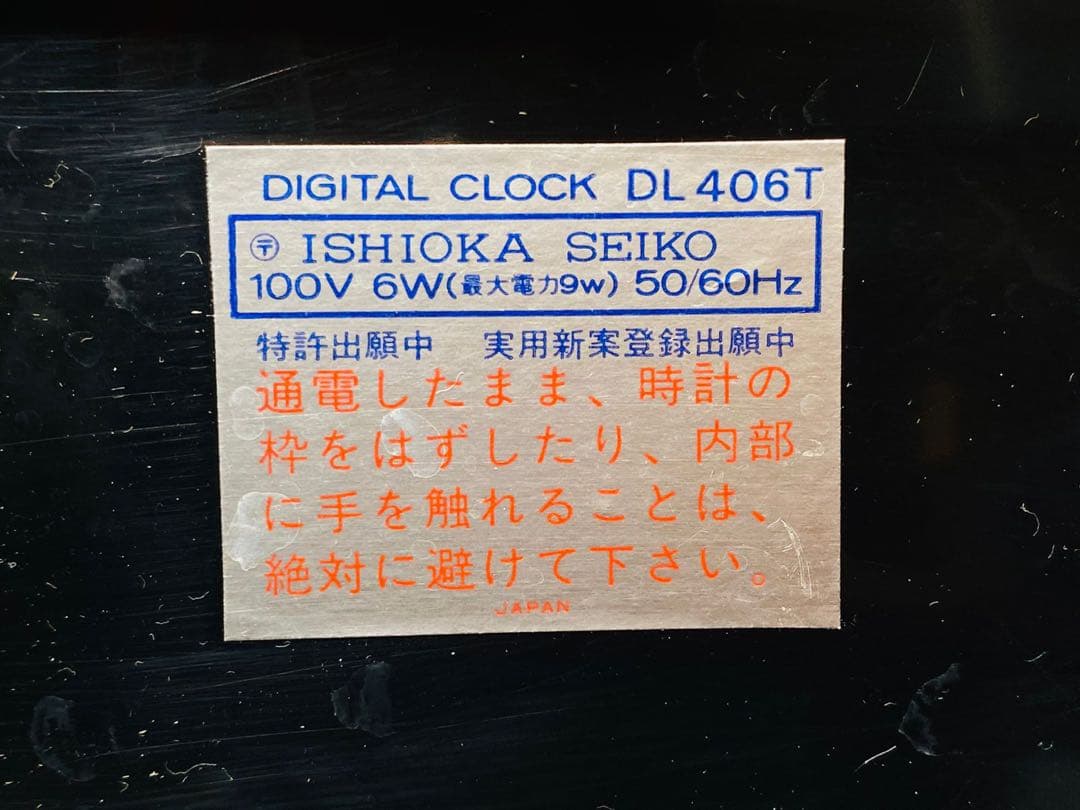 DIGITAL CLOCK DL406T
〶 ISHIOKA SEIKO
100V 6W(最大電力9w) 50/60Hz
特許出願中 実用新案登録出願中
通電したまま、時計の
枠をはずしたり、内部
に手を触れることは、
絶対に避けて下さい。
JAPAN